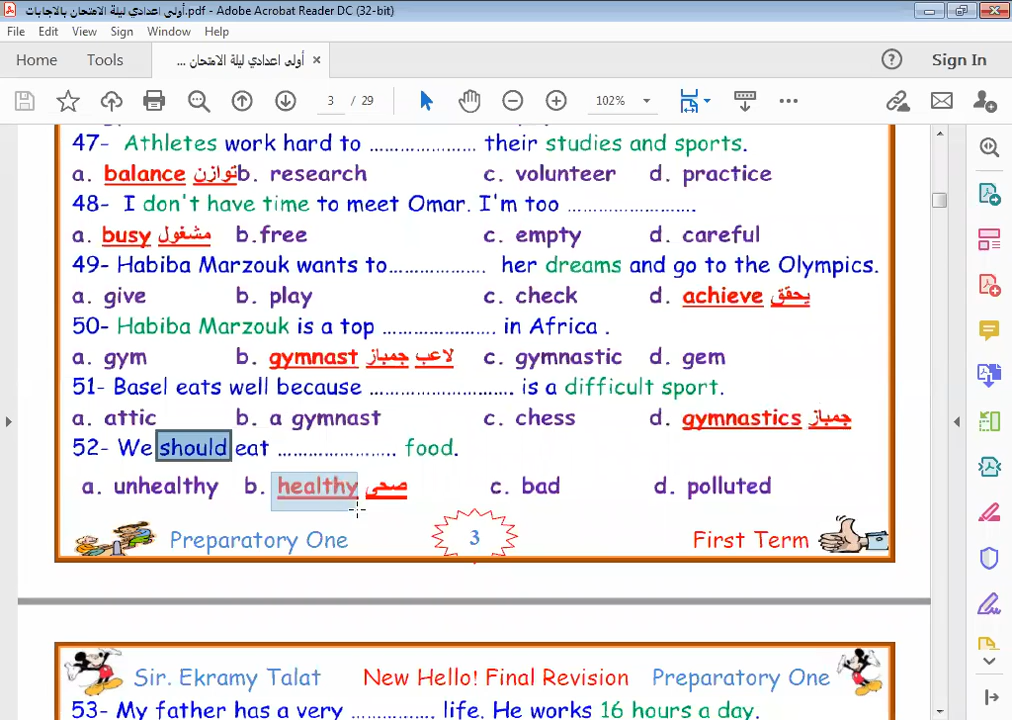 أولى اعدادي ليلة الامتحان بالاجابات.pdf - Adobe Acrobat Reader DC (32-bit)
File Edit View Sign Window Help
Home Tools أولى اعدادي ليلة الامتحان ... × ? Sign In
3 / 29 102%
47- Athletes work hard to ………………… their studies and sports.
a. balance توازن b. research c. volunteer d. practice
48- I don't have time to meet Omar. I'm too …………………….
a. busy مشغول b.free c. empty d. careful
49- Habiba Marzouk wants to………………. her dreams and go to the Olympics.
a. give b. play c. check d. achieve يحقق
50- Habiba Marzouk is a top …………………. in Africa .
a. gym b. gymnast لاعب جمباز c. gymnastic d. gem
51- Basel eats well because ………………………. is a difficult sport.
a. attic b. a gymnast c. chess d. gymnastics جمباز
52- We should eat ………………….. food.
a. unhealthy b. healthy صحى c. bad d. polluted
Preparatory One 3 First Term
Sir. Ekramy Talat New Hello! Final Revision Preparatory One
53- My father has a very ……………. life. He works 16 hours a day.